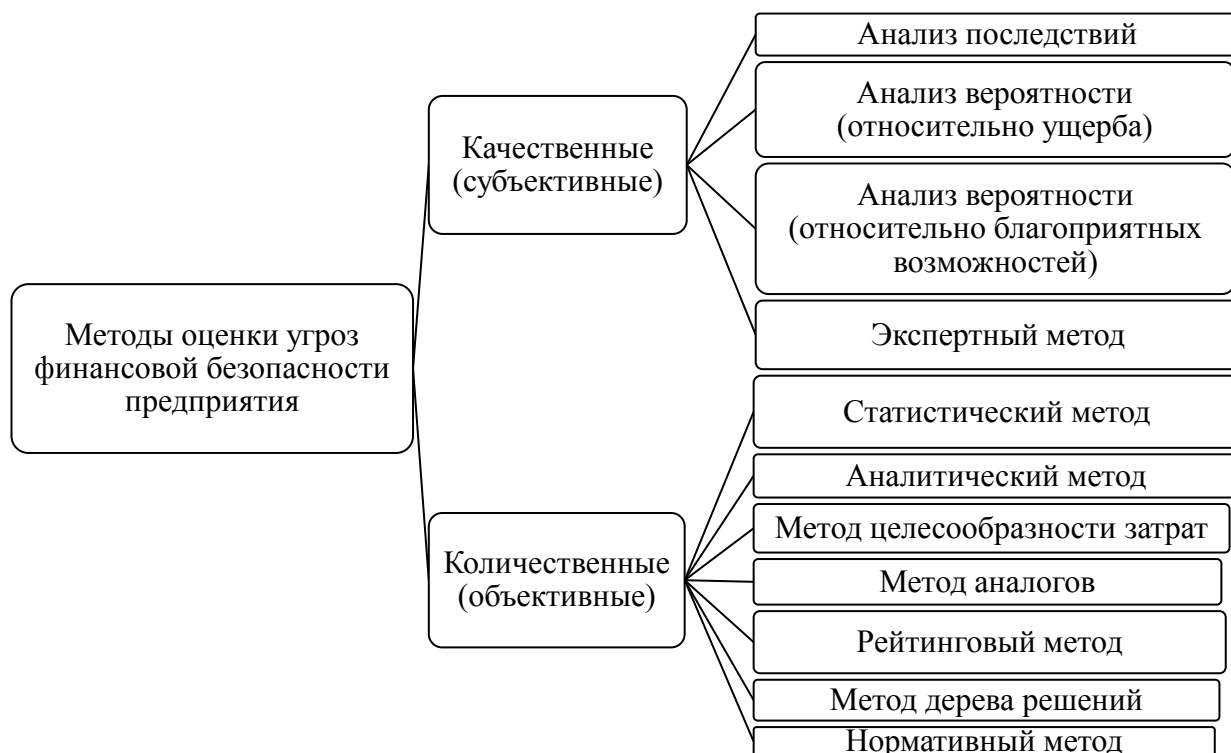 Методы оценки угроз
финансовой безопасности
предприятия
Качественные
(субъективные)
Анализ последствий
Анализ вероятности
(относительно ущерба)
Анализ вероятности
(относительно благоприятных
возможностей)
Экспертный метод
Количественные
(объективные)
Статистический метод
Аналитический метод
Метод целесообразности затрат
Метод аналогов
Рейтинговый метод
Метод дерева решений
Нормативный метод